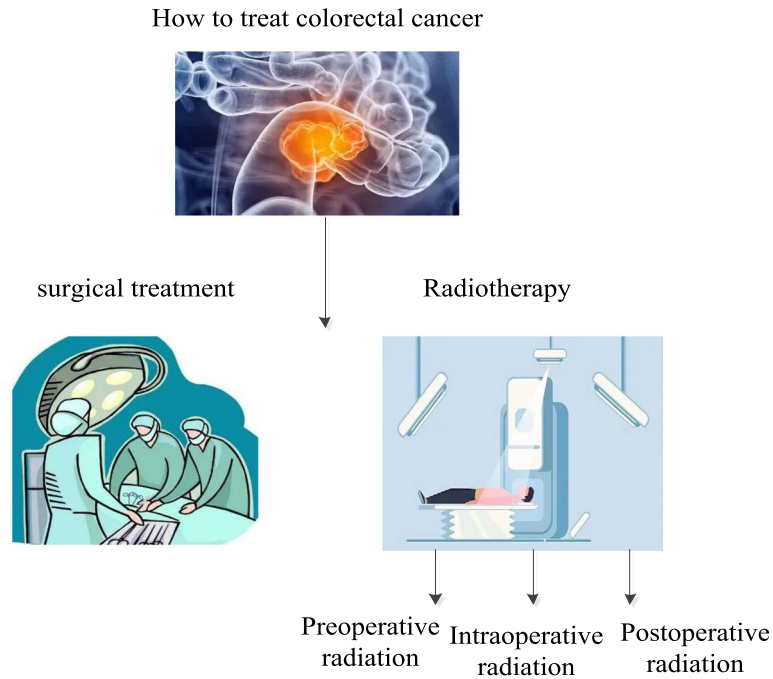 How to treat colorectal cancer
surgical treatment
Radiotherapy
Preoperative
radiation
Intraoperative
radiation
Postoperative
radiation